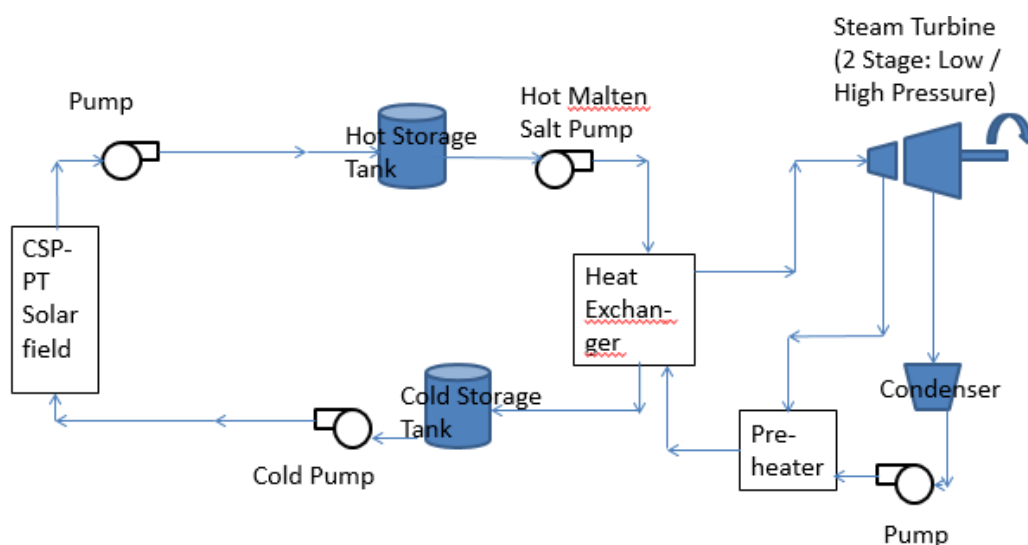 Steam Turbine
(2 Stage: Low /
High Pressure)
Pump
Hot Malten
Salt Pump
Hot Storage
Tank
CSP-
PT
Solar
field
Heat
Exchan-
ger
Cold Storage
Tank
Condenser
Pre-
heater
Cold Pump
Pump